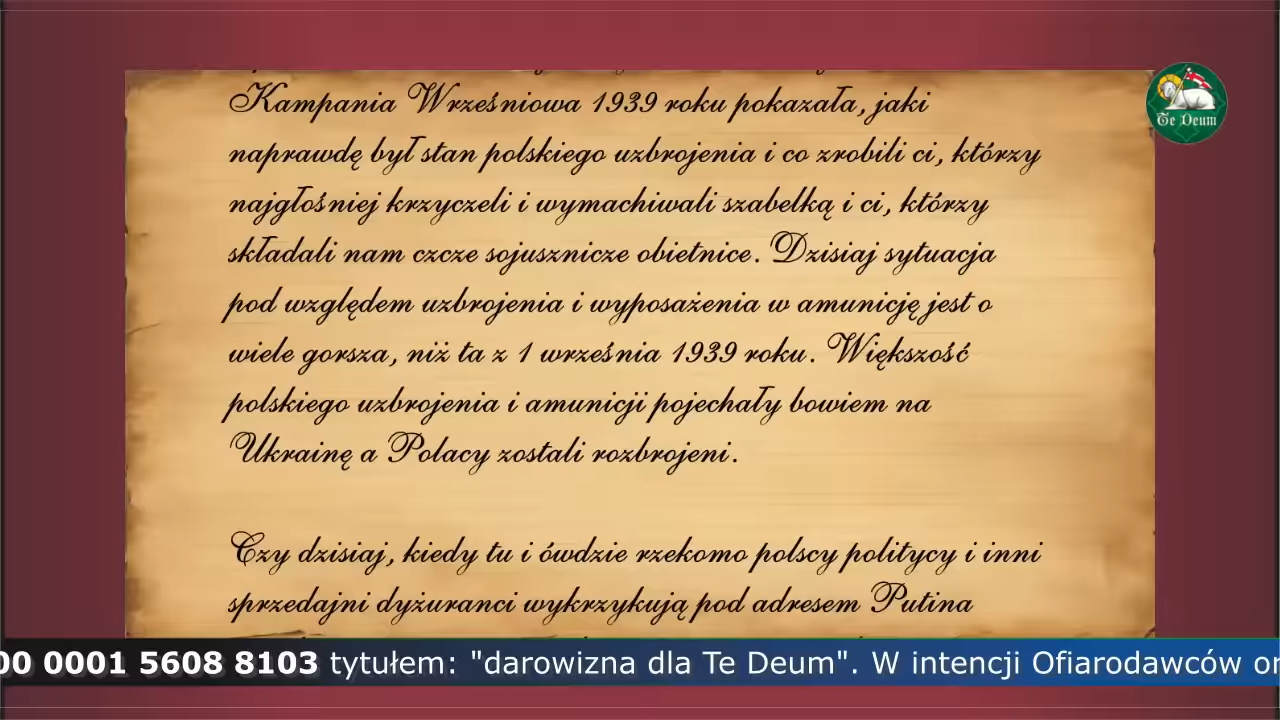 Kampania Wrześniowa 1939 roku pokazała, jaki
naprawdę był stan polskiego uzbrojenia i co zrobili ci, którzy
najgłośniej krzyczeli i wymachiwali szabelką i ci, którzy
składali nam czcze sojusznicze obietnice. Dzisiaj sytuacja
pod względem uzbrojenia i wyposażenia w amunicję jest o
wiele gorsza, niż ta z 1 września 1939 roku. Większość
polskiego uzbrojenia i amunicji pojechały bowiem na
Ukrainę a Polacy zostali rozbrojeni.
Czy dzisiaj, kiedy tu i ówdzie rzekomo polscy politycy i inni
sprzedajni dyżuranci wykrzykują pod adresem Putina
Te Deum
00 0001 5608 8103 tytułem: "darowizna dla Te Deum". W intencji Ofiarodawców